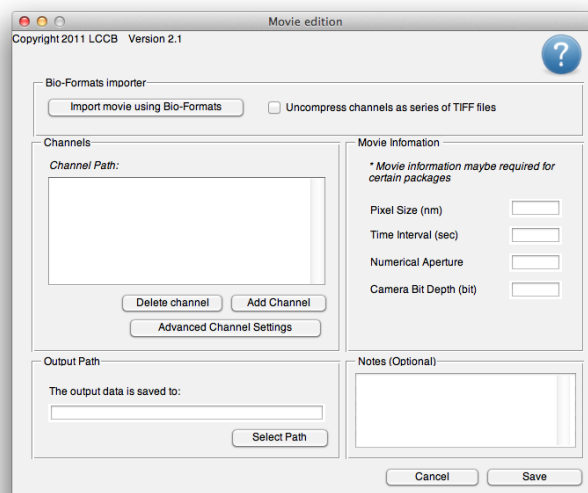 Movie edition
Copyright 2011 LCCB Version 2.1
?
Bio-Formats importer
Import movie using Bio-Formats
Uncompress channels as series of TIFF files
Channels
Channel Path:
Delete channel
Add Channel
Advanced Channel Settings
Movie Infomation
* Movie information maybe required for
certain packages
Pixel Size (nm)
Time Interval (sec)
Numerical Aperture
Camera Bit Depth (bit)
Output Path
The output data is saved to:
Select Path
Notes (Optional)
Cancel
Save